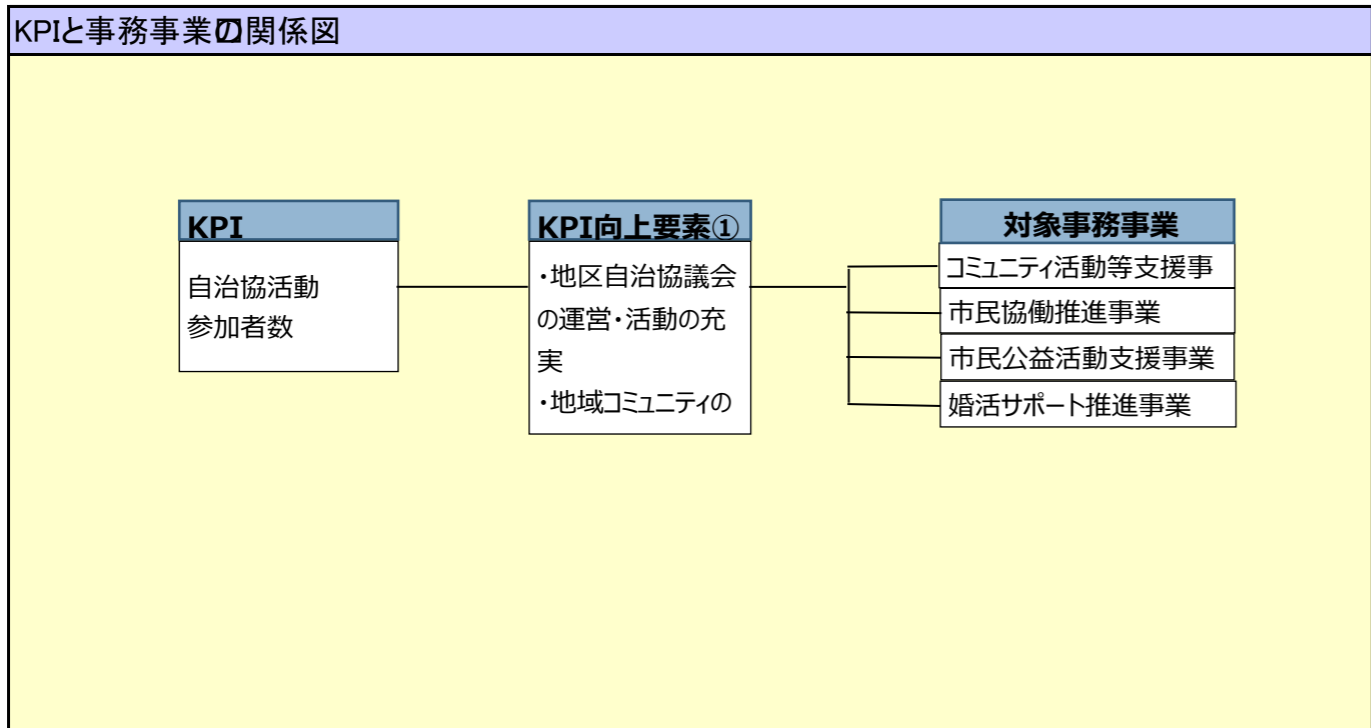 KPIと事務事業の関係図
KPI
自治協活動
参加者数
KPI向上要素①
・地区自治協議会
の運営・活動の充
実
・地域コミュニティの
対象事務事業
コミュニティ活動等支援事
市民協働推進事業
市民公益活動支援事業
婚活サポート推進事業